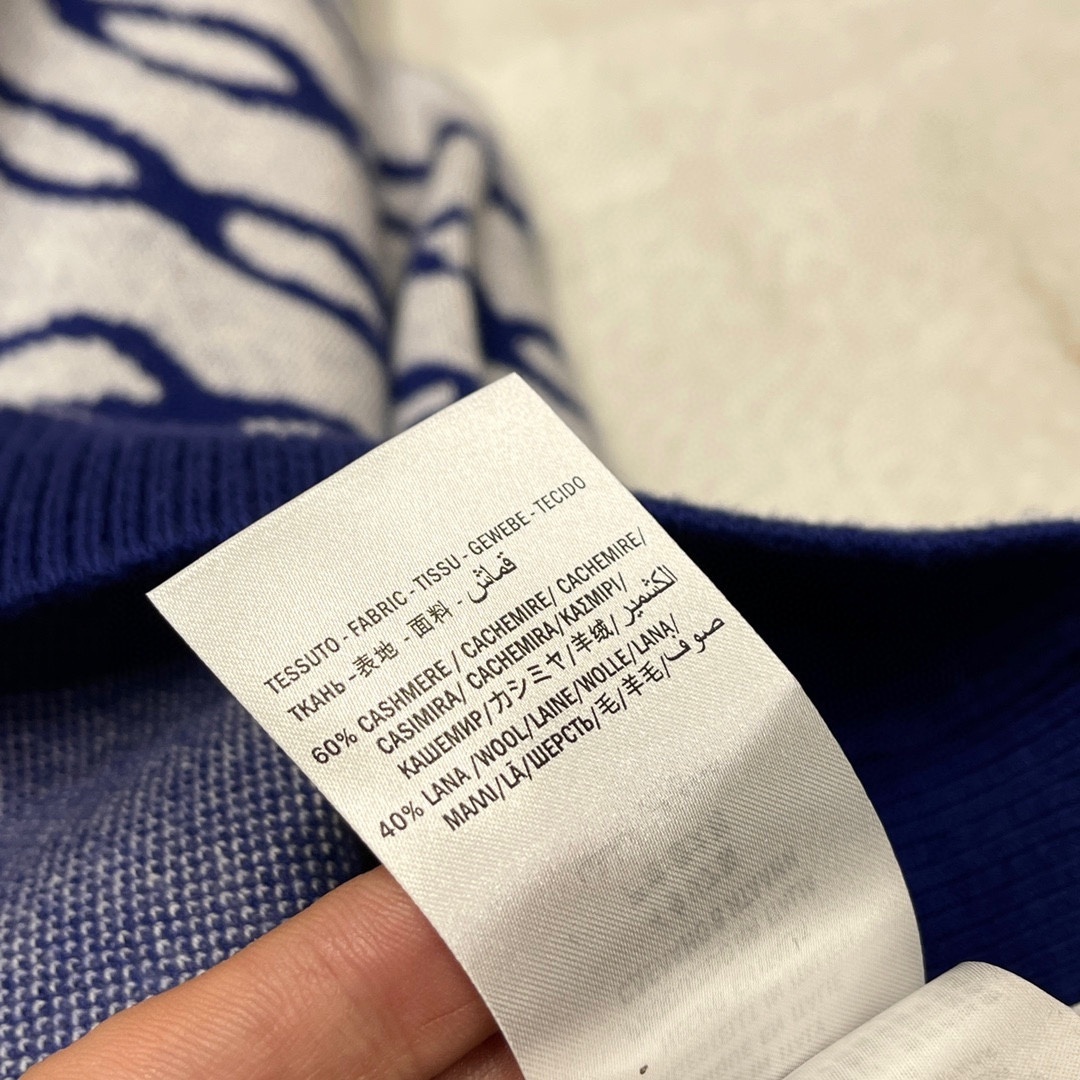 TESSUTO - FABRIC - TISSU - GEWEBE - TECIDO
ТКАНЬ - 表地 - 面料 - قماش
60% CASHMERE / CACHEMIRE/ CACHEMIRE/
CASIMIRA/ CACHEMIRA/ΚΑΣΜΙΡΙ/
КАШЕМИР/カシミヤ/羊绒/الكشمير
40% LANA /WOOL/LAINE/WOLLE/LANA/
ΜΑΛΛΙ/LÃ/ШЕРСТЬ/毛/羊毛/صوف